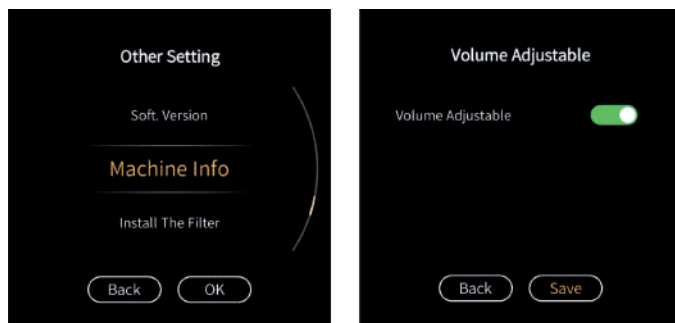 Other Setting
Soft. Version
Machine Info
Install The Filter
Back
OK
Volume Adjustable
Volume Adjustable
Back
Save